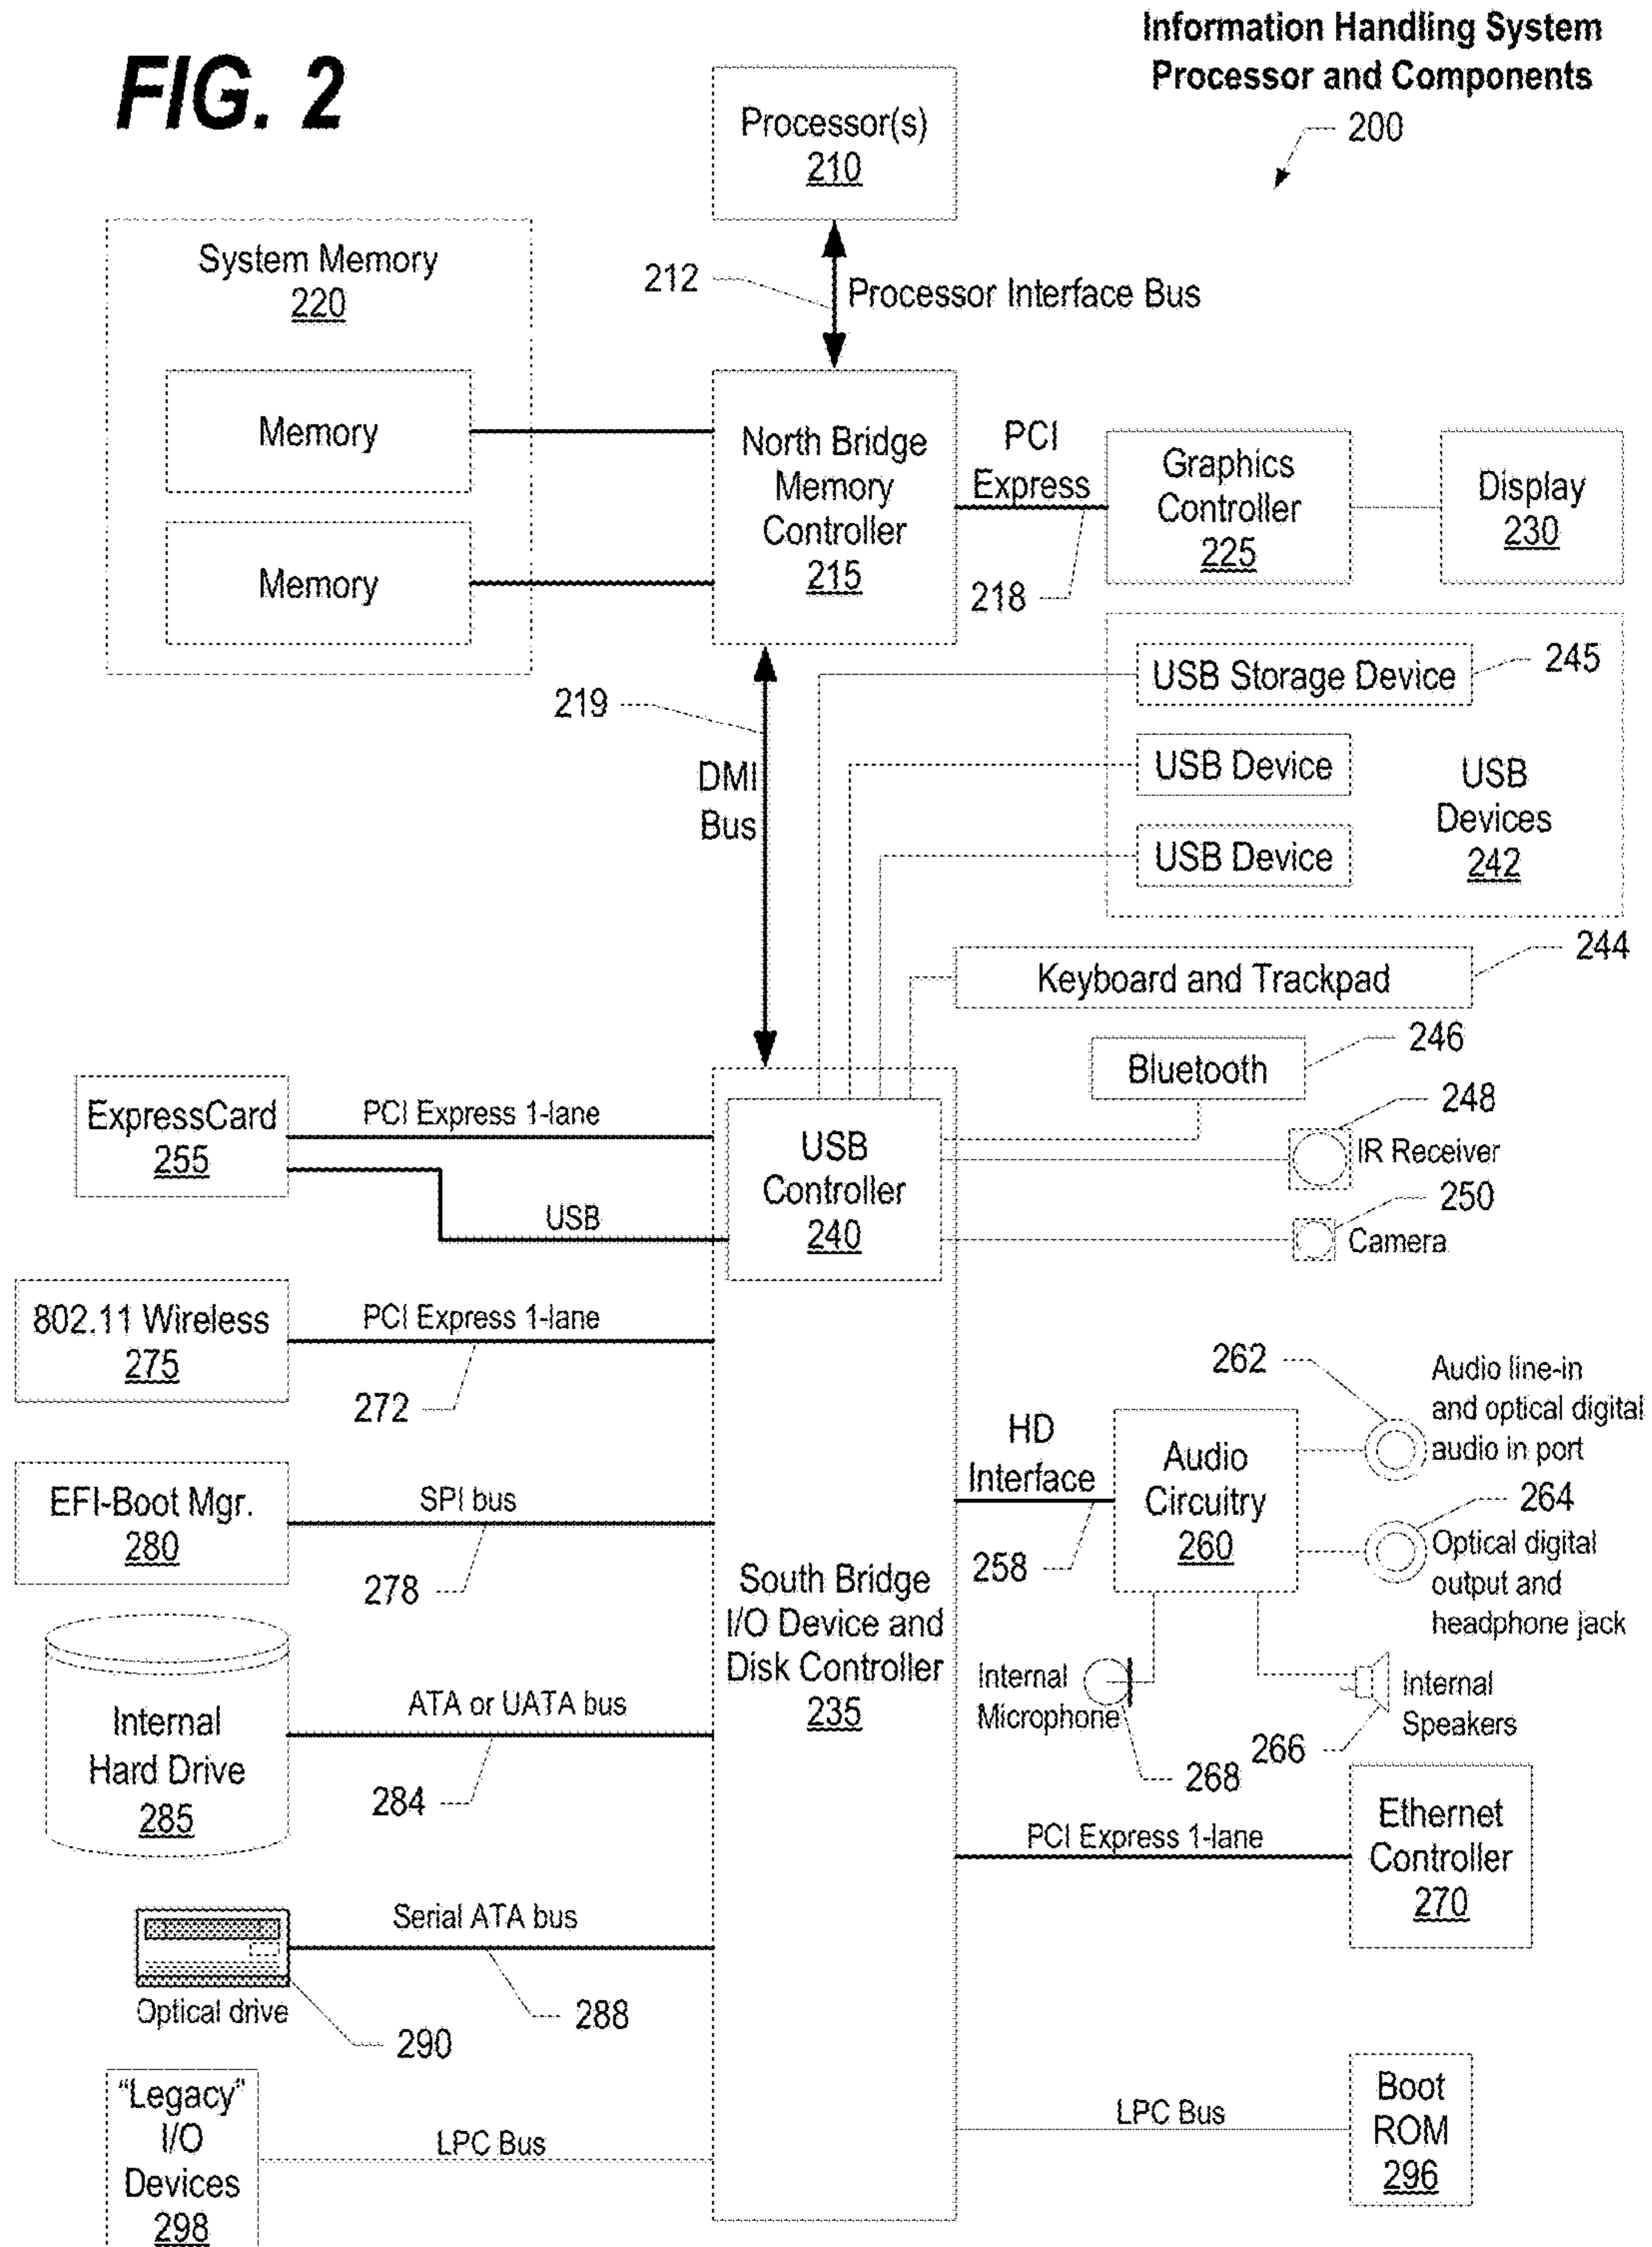 FIG. 2
Information Handling System
Processor and Components
200
Processor(s)
210
212
Processor Interface Bus
System Memory
220
Memory
Memory
North Bridge
Memory
Controller
215
PCI
Express
218
Graphics
Controller
225
Display
230
219
DMI
Bus
USB Storage Device
245
USB Device
USB Device
USB
Devices
242
Keyboard and Trackpad
244
Bluetooth
246
248
IR Receiver
250
Camera
ExpressCard
255
PCI Express 1-lane
USB
USB
Controller
240
802.11 Wireless
275
PCI Express 1-lane
272
EFI-Boot Mgr.
280
SPI bus
278
South Bridge
I/O Device and
Disk Controller
235
HD
Interface
258
Audio
Circuitry
260
262
Audio line-in
and optical digital
audio in port
264
Optical digital
output and
headphone jack
Internal
Microphone
268
Internal
Speakers
266
Internal
Hard Drive
285
ATA or UATA bus
284
PCI Express 1-lane
Ethernet
Controller
270
Serial ATA bus
288
Optical drive
290
"Legacy"
I/O
Devices
298
LPC Bus
LPC Bus
Boot
ROM
296